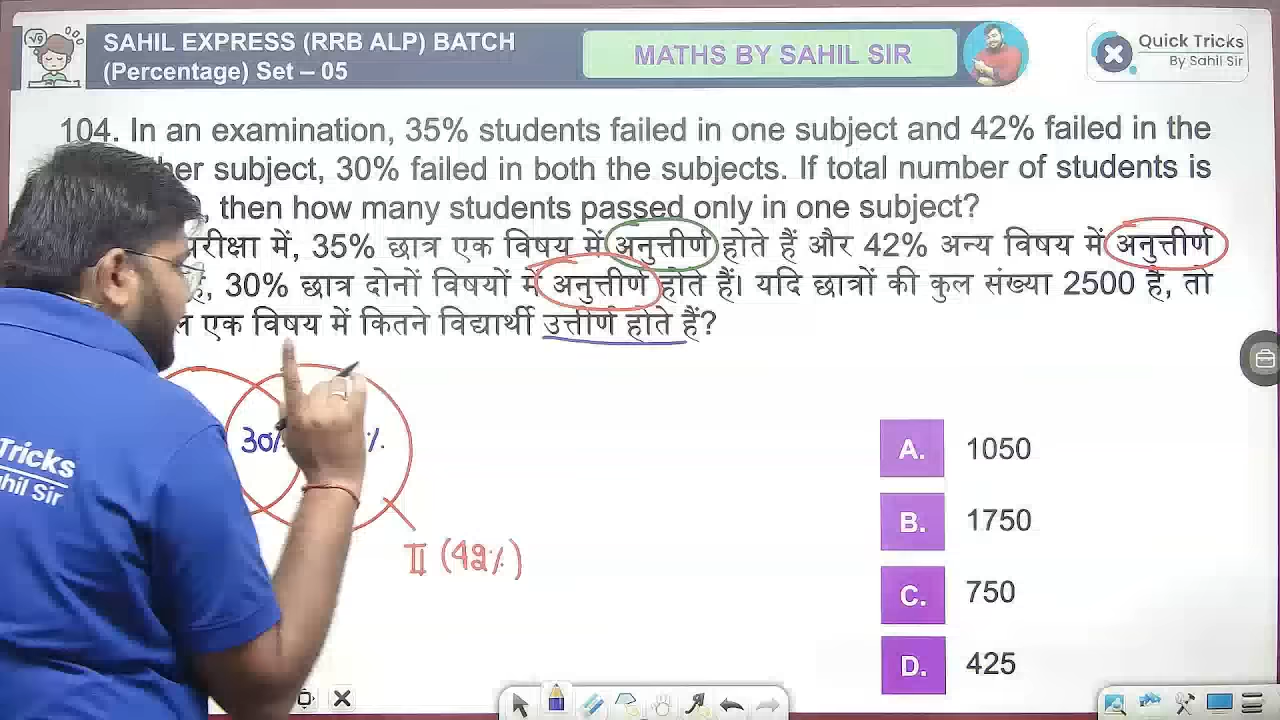 SAHIL EXPRESS (RRB ALP) BATCH
(Percentage) Set – 05
MATHS BY SAHIL SIR
Quick Tricks
By Sahil Sir
104. In an examination, 35% students failed in one subject and 42% failed in the
subject, 30% failed in both the subjects. If total number of students is
then how many students passed only in one subject?
में, 35% छात्र एक विषय में अनुत्तीर्ण होते हैं और 42% अन्य विषय में अनुत्तीर्ण
30% छात्र दोनों विषयों में अनुत्तीर्ण होते हैं। यदि छात्रों की कुल संख्या 2500 है, तो
एक विषय में कितने विद्यार्थी उत्तीर्ण होते हैं?
30%
II (42%)
A. 1050
B. 1750
C. 750
D. 425
Tricks
hil Sir